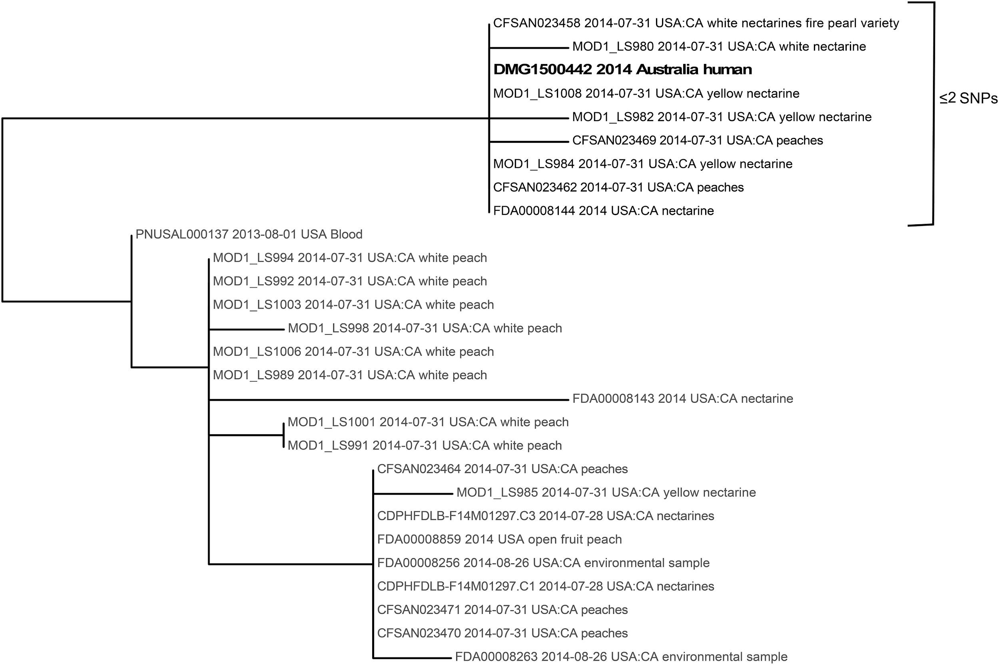 CFSAN023458 2014-07-31 USA:CA white nectarines fire pearl variety
MOD1_LS980 2014-07-31 USA:CA white nectarine
DMG1500442 2014 Australia human
MOD1_LS1008 2014-07-31 USA:CA yellow nectarine
≤2 SNPs
MOD1_LS982 2014-07-31 USA:CA yellow nectarine
CFSAN023469 2014-07-31 USA:CA peaches
MOD1_LS984 2014-07-31 USA:CA yellow nectarine
CFSAN023462 2014-07-31 USA:CA peaches
FDA00008144 2014 USA:CA nectarine
PNUSAL000137 2013-08-01 USA Blood
MOD1_LS994 2014-07-31 USA:CA white peach
MOD1_LS992 2014-07-31 USA:CA white peach
MOD1_LS1003 2014-07-31 USA:CA white peach
MOD1_LS998 2014-07-31 USA:CA white peach
MOD1_LS1006 2014-07-31 USA:CA white peach
MOD1_LS989 2014-07-31 USA:CA white peach
FDA00008143 2014 USA:CA nectarine
MOD1_LS1001 2014-07-31 USA:CA white peach
MOD1_LS991 2014-07-31 USA:CA white peach
CFSAN023464 2014-07-31 USA:CA peaches
MOD1_LS985 2014-07-31 USA:CA yellow nectarine
CDPHFDLB-F14M01297.C3 2014-07-28 USA:CA nectarines
FDA00008859 2014 USA open fruit peach
FDA00008256 2014-08-26 USA:CA environmental sample
CDPHFDLB-F14M01297.C1 2014-07-28 USA:CA nectarines
CFSAN023471 2014-07-31 USA:CA peaches
CFSAN023470 2014-07-31 USA:CA peaches
FDA00008263 2014-08-26 USA:CA environmental sample